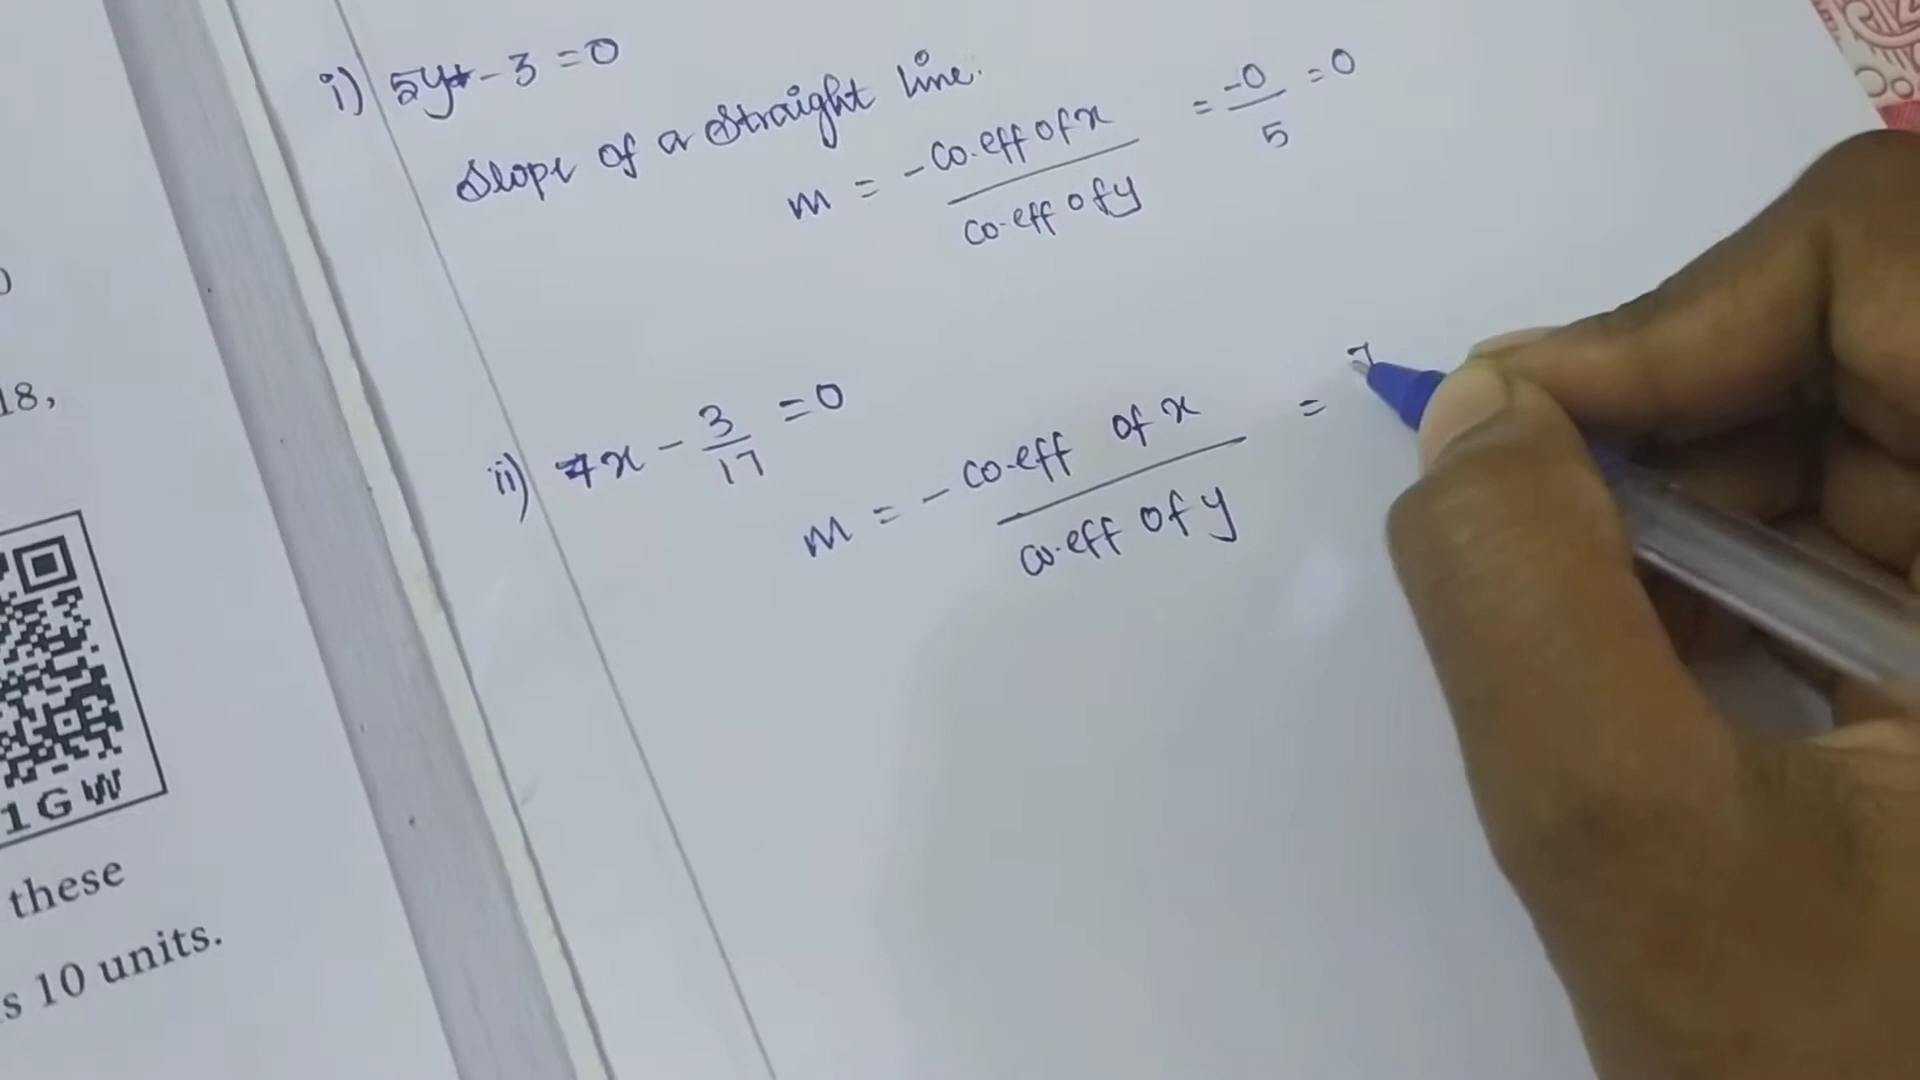 i) 5y - 3 = 0
Slope of a straight line.
m = -co.eff of x / co-eff of y = -0/5 = 0
ii) 7x - 3/17 = 0
m = - co-eff of x / co-eff of y = 7
18,
1GW
these
s 10 units.